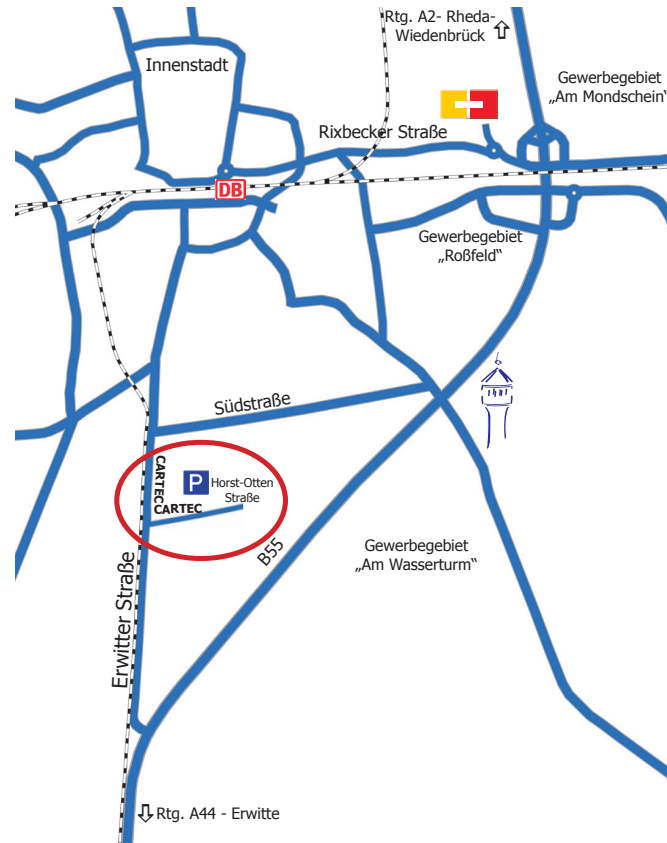 Rtg. A2- Rheda-
Wiedenbrück
Innenstadt
Gewerbegebiet
„Am Mondschein“
Rixbecker Straße
DB
Gewerbegebiet
„Roßfeld“
Südstraße
CARTEC
P
Horst-Otten
Straße
CARTEC
B55
Gewerbegebiet
„Am Wasserturm“
Erwitter Straße
Rtg. A44 - Erwitte